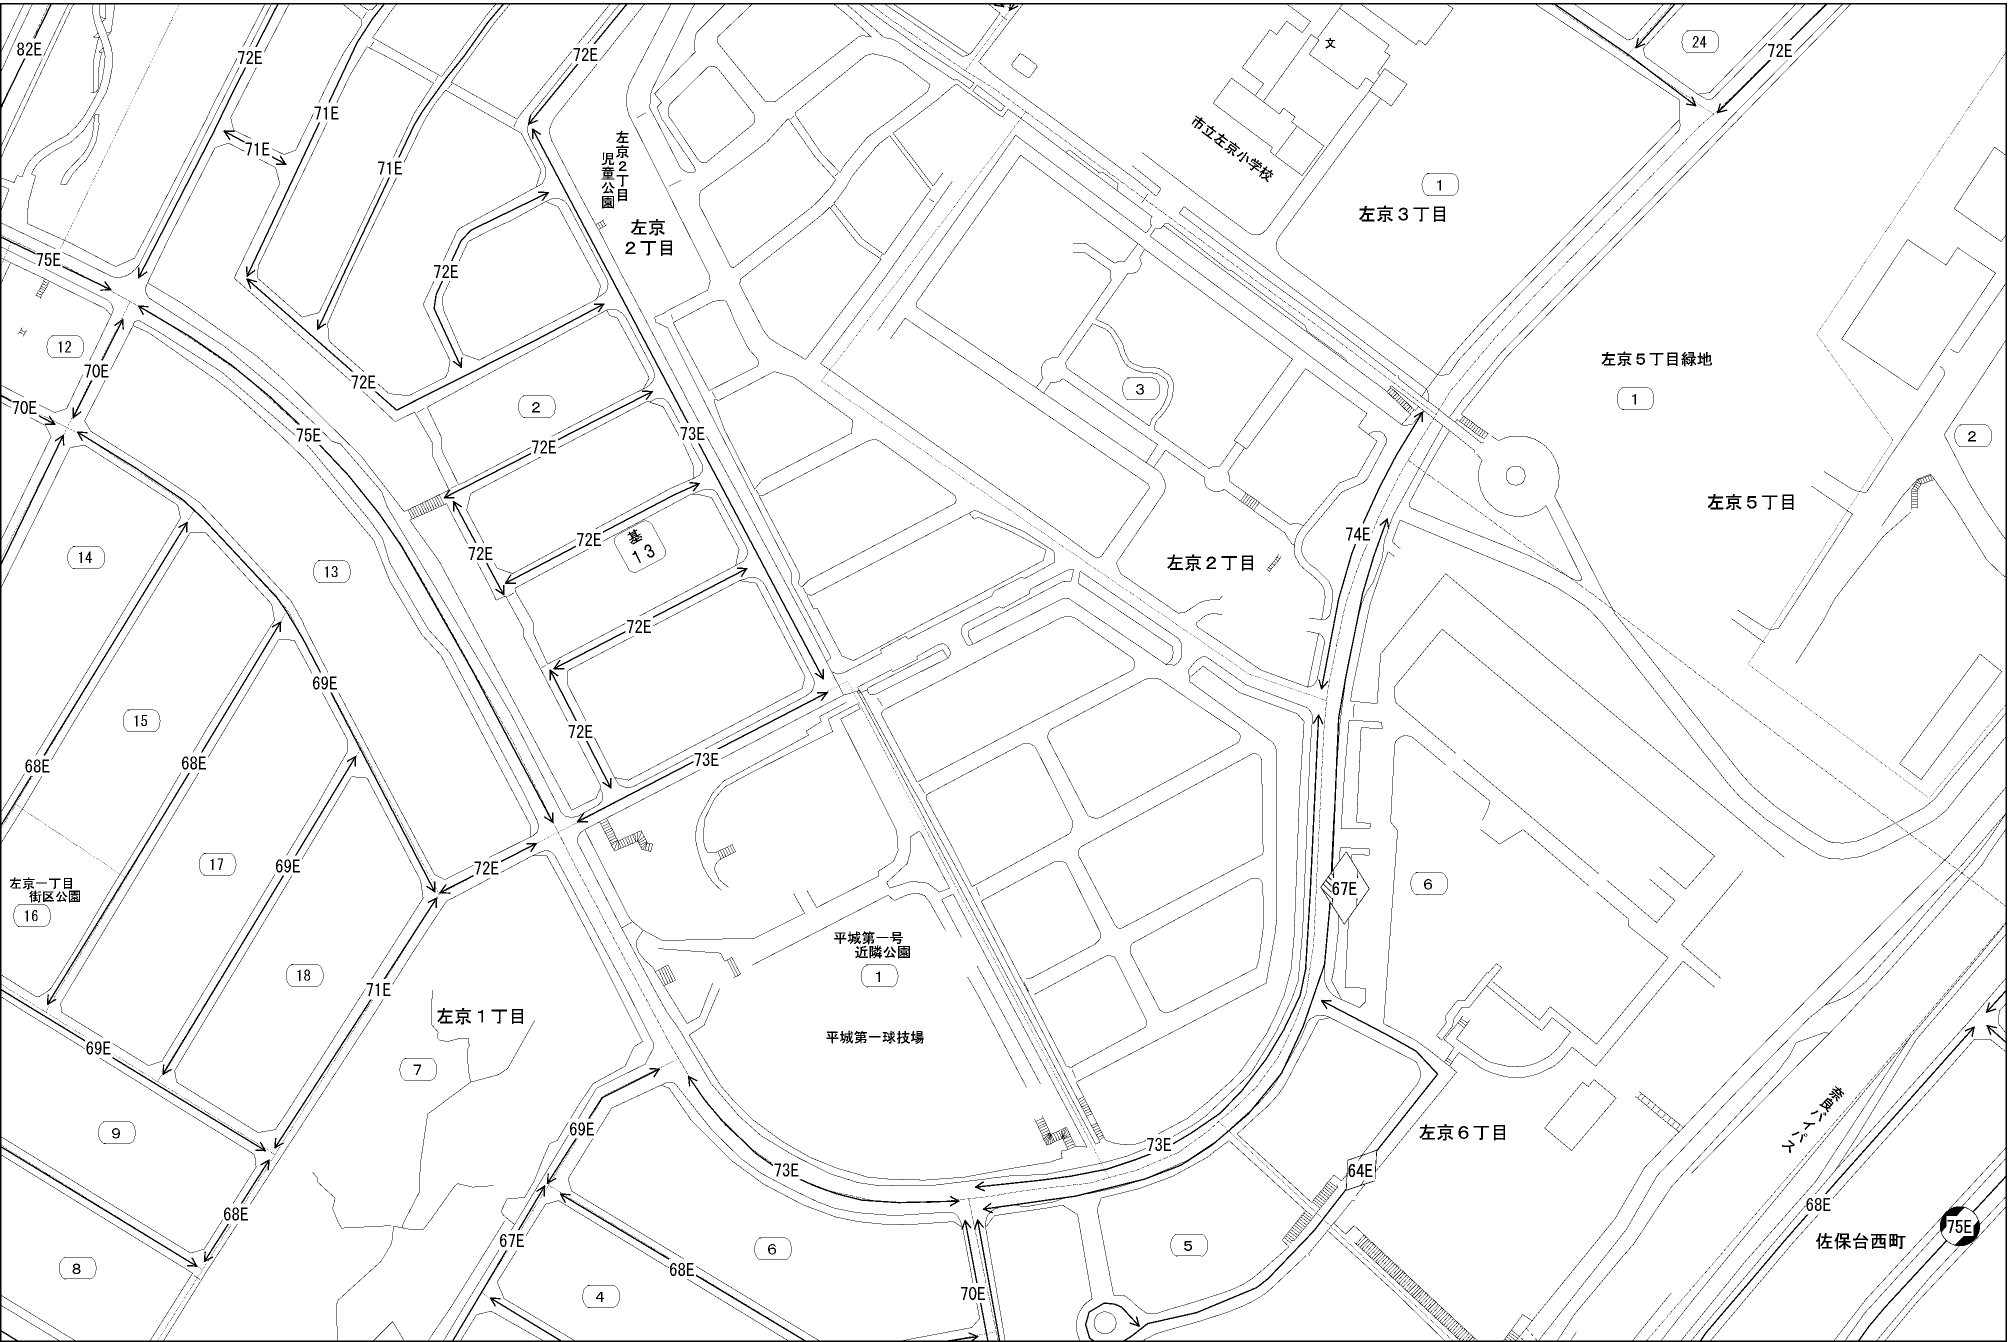 82E
72E
72E
文
24
72E
71E
71E
71E
左京２丁目
児童公園
市立左京小学校
1
左京３丁目
左京
２丁目
75E
72E
12
70E
左京５丁目緑地
72E
3
1
70E
2
75E
73E
2
72E
左京５丁目
74E
基
13
72E
72E
14
13
左京２丁目
72E
69E
15
72E
68E
68E
73E
17
69E
72E
左京一丁目
街区公園
16
67E
6
平城第一号
近隣公園
1
18
71E
左京１丁目
平城第一球技場
69E
7
奈良バイパス
9
69E
左京６丁目
73E
73E
64E
68E
68E
67E
75E
佐保台西町
6
5
8
68E
4
70E